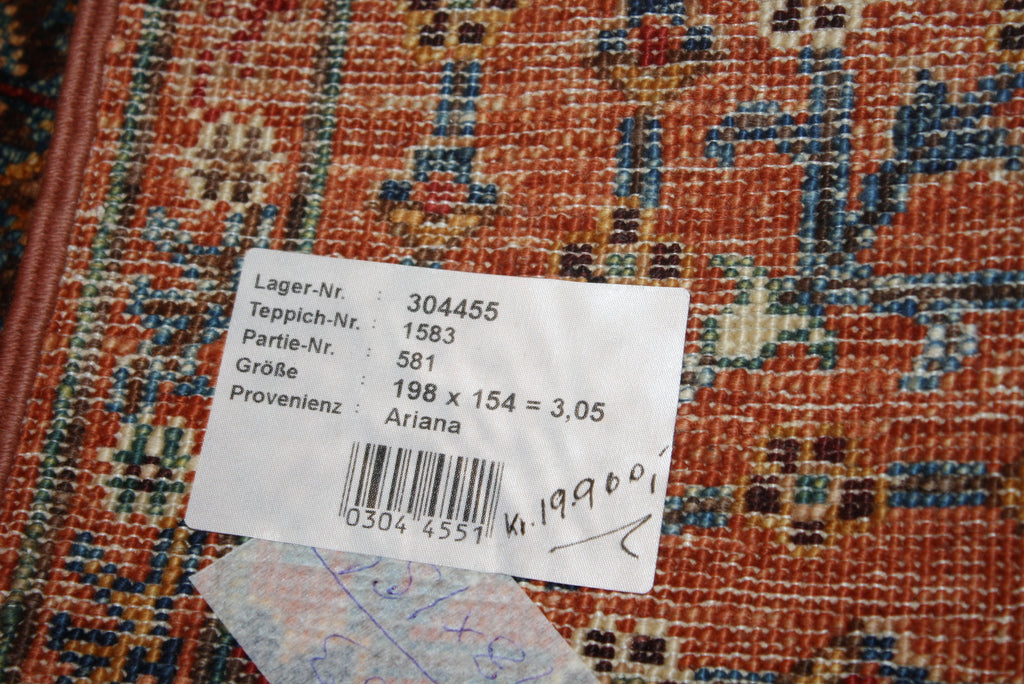 Lager-Nr. : 304455
Teppich-Nr. : 1583
Partie-Nr. : 581
Größe : 198 x 154 = 3,05
Provenienz : Ariana
0304 4551
Kr. 19.900,-